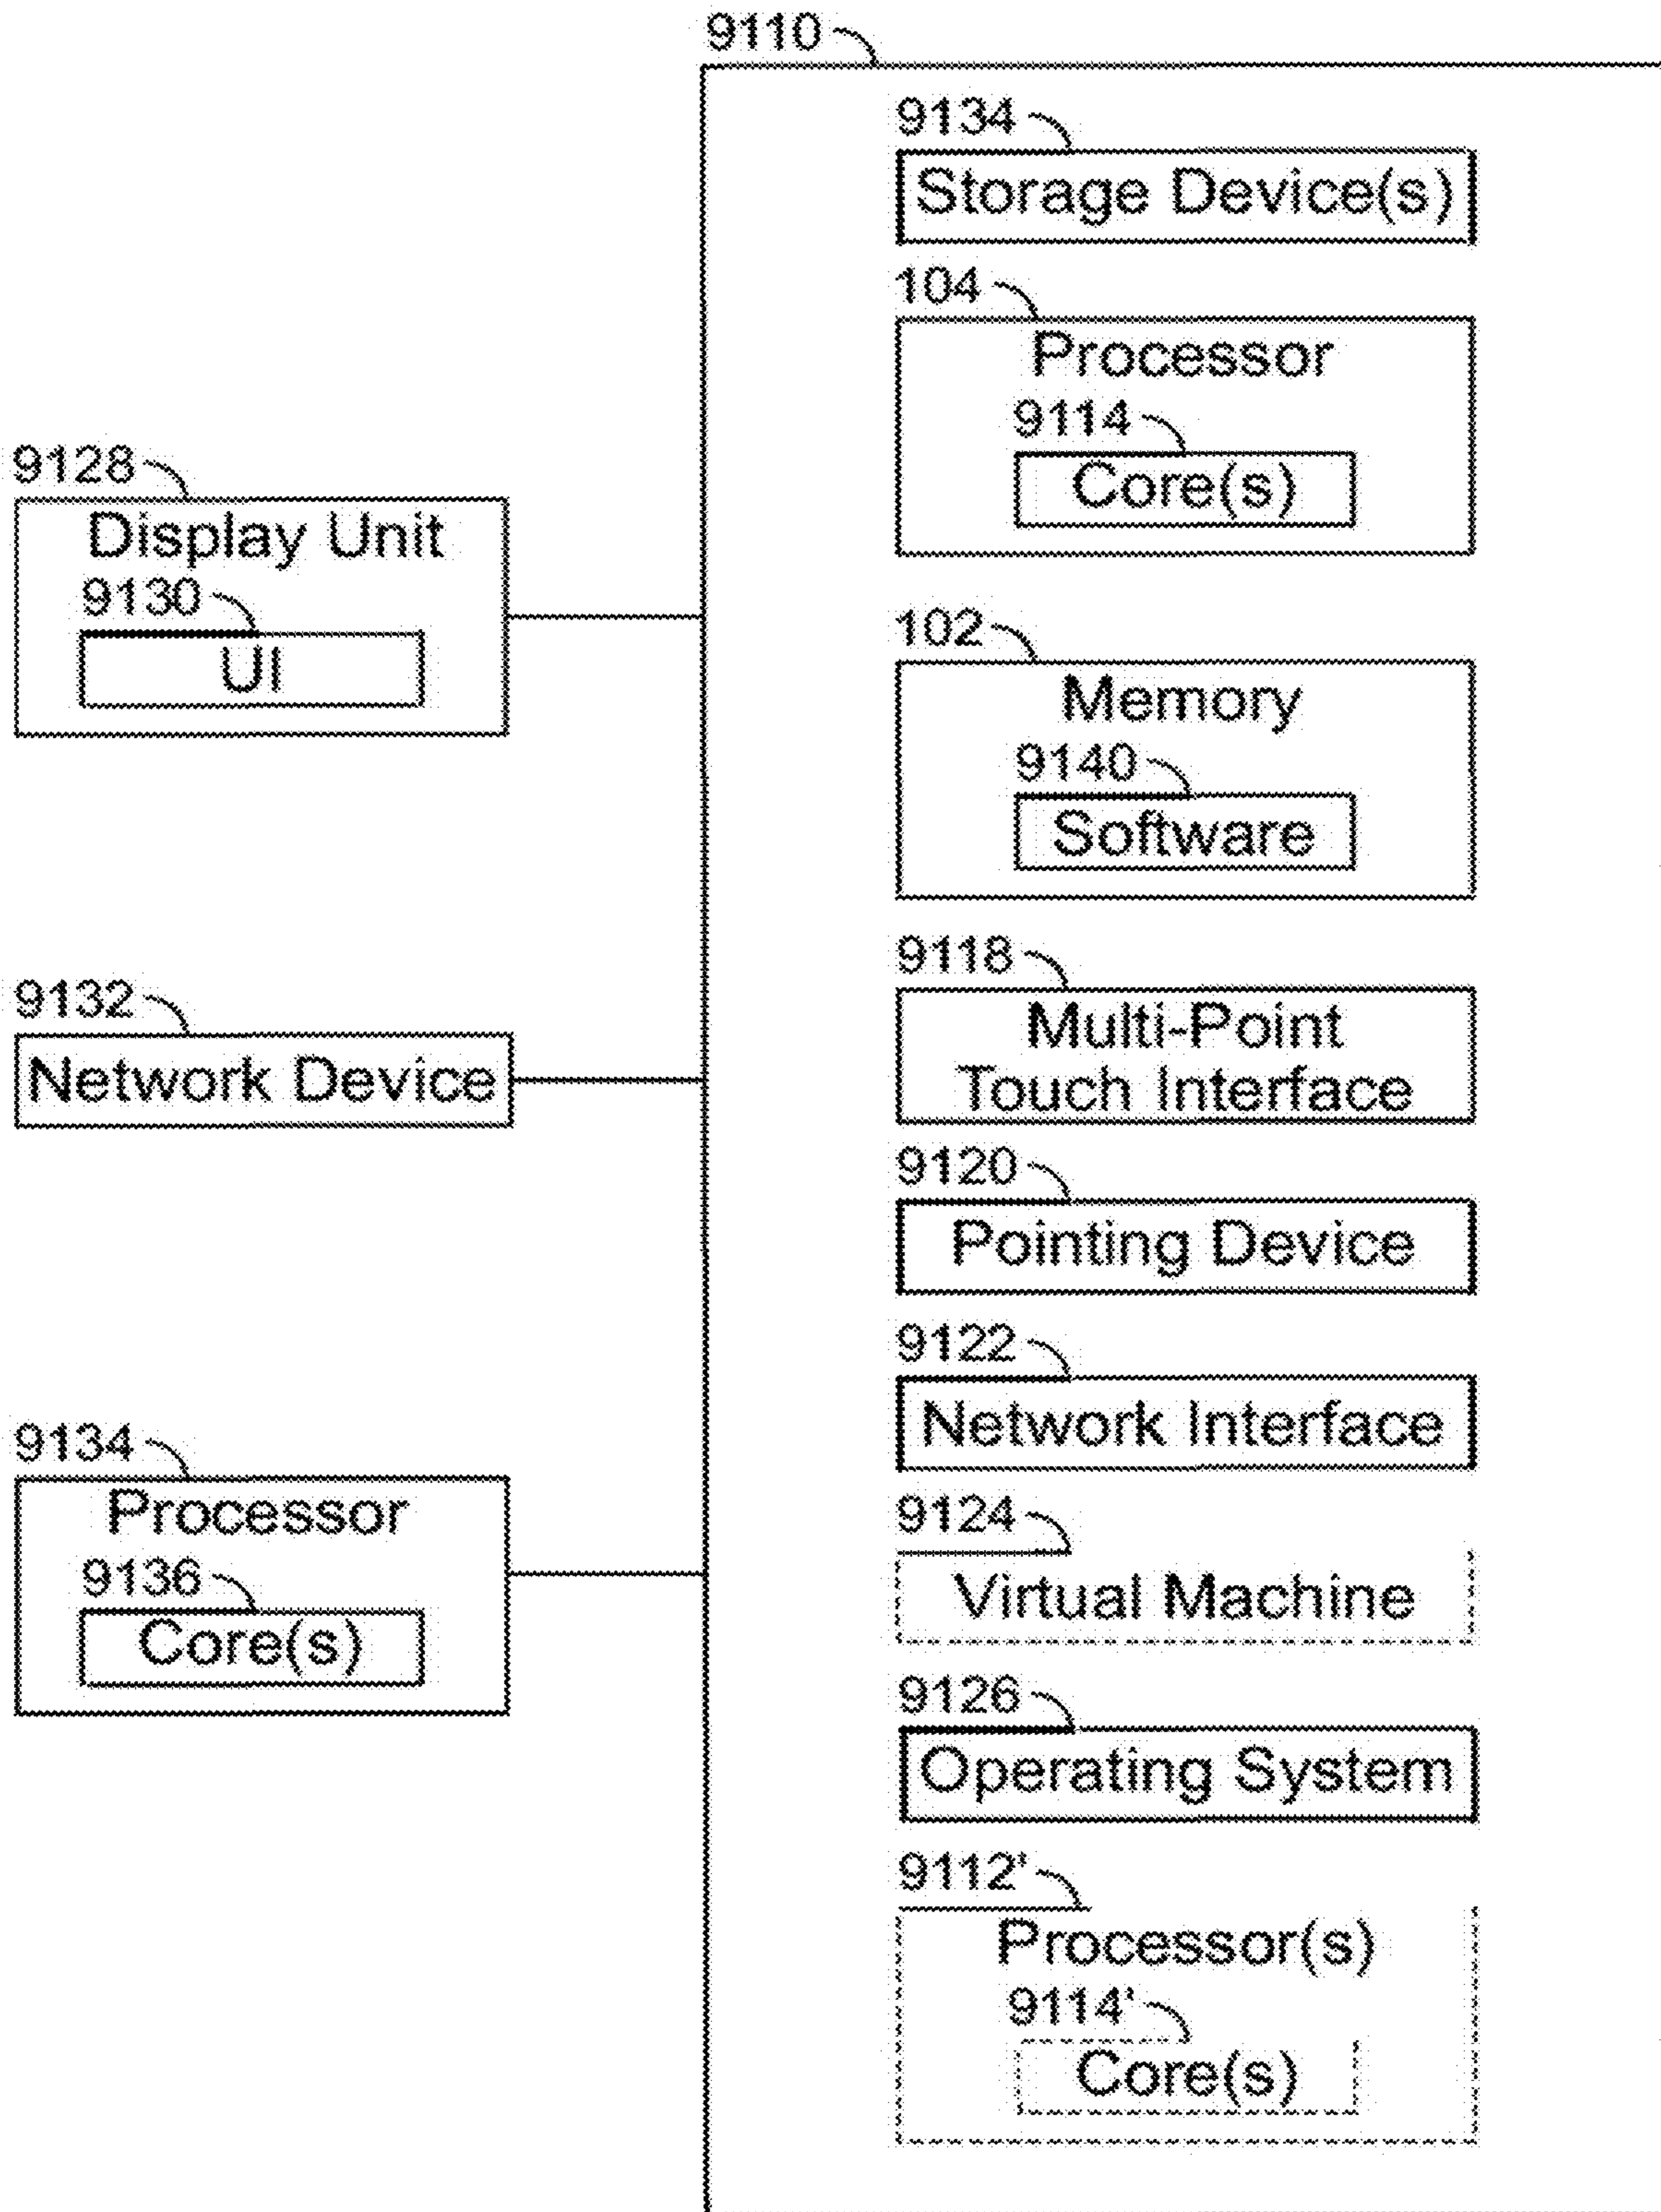 9110
9134
Storage Device(s)
104
Processor
9114
Core(s)
9128
Display Unit
9130
UI
102
Memory
9140
Software
9118
Multi-Point
Touch Interface
9132
Network Device
9120
Pointing Device
9122
Network Interface
9134
Processor
9136
Core(s)
9124
Virtual Machine
9126
Operating System
9112'
Processor(s)
9114'
Core(s)